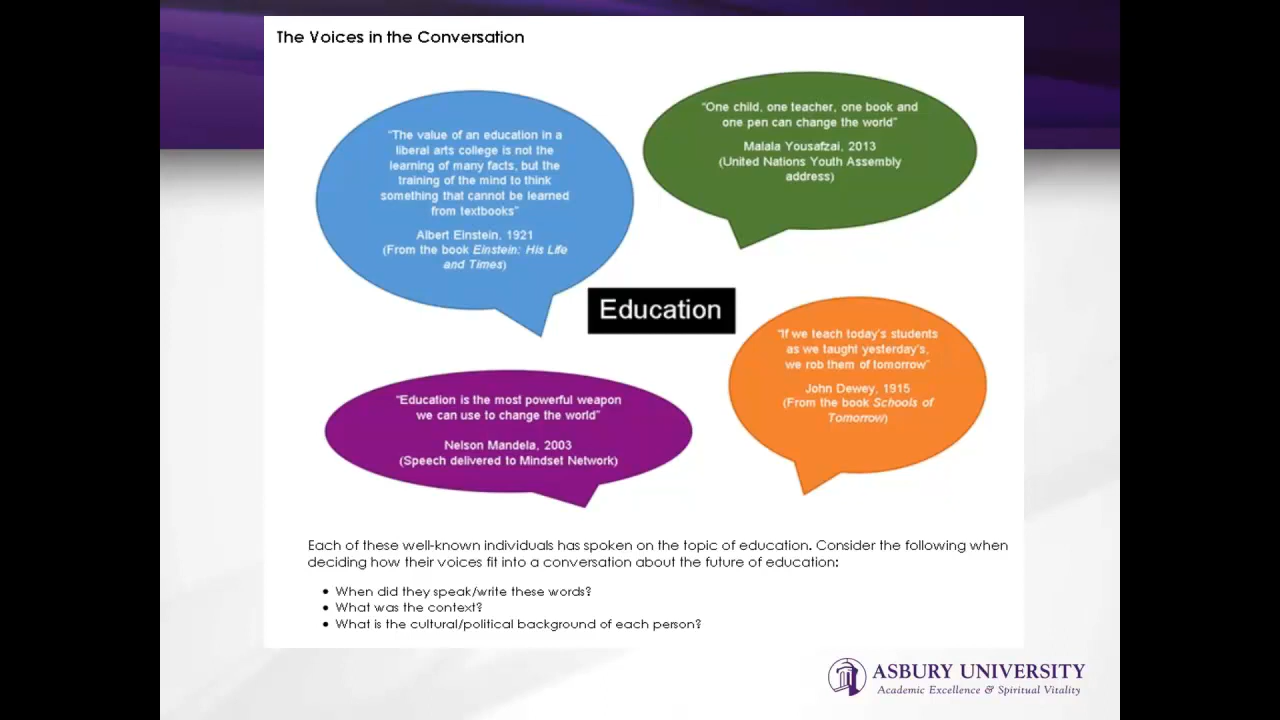 The Voices in the Conversation
"The value of an education in a
liberal arts college is not the
learning of many facts, but the
training of the mind to think
something that cannot be learned
from textbooks"
Albert Einstein, 1921
(From the book Einstein: His Life
and Times)
"One child, one teacher, one book and
one pen can change the world"
Malala Yousafzai, 2013
(United Nations Youth Assembly
address)
Education
"Education is the most powerful weapon
we can use to change the world"
Nelson Mandela, 2003
(Speech delivered to Mindset Network)
"If we teach today's students
as we taught yesterday's,
we rob them of tomorrow"
John Dewey, 1915
(From the book Schools of
Tomorrow)
Each of these well-known individuals has spoken on the topic of education. Consider the following when
deciding how their voices fit into a conversation about the future of education:
• When did they speak/write these words?
• What was the context?
• What is the cultural/political background of each person?
ASBURY UNIVERSITY
Academic Excellence & Spiritual Vitality